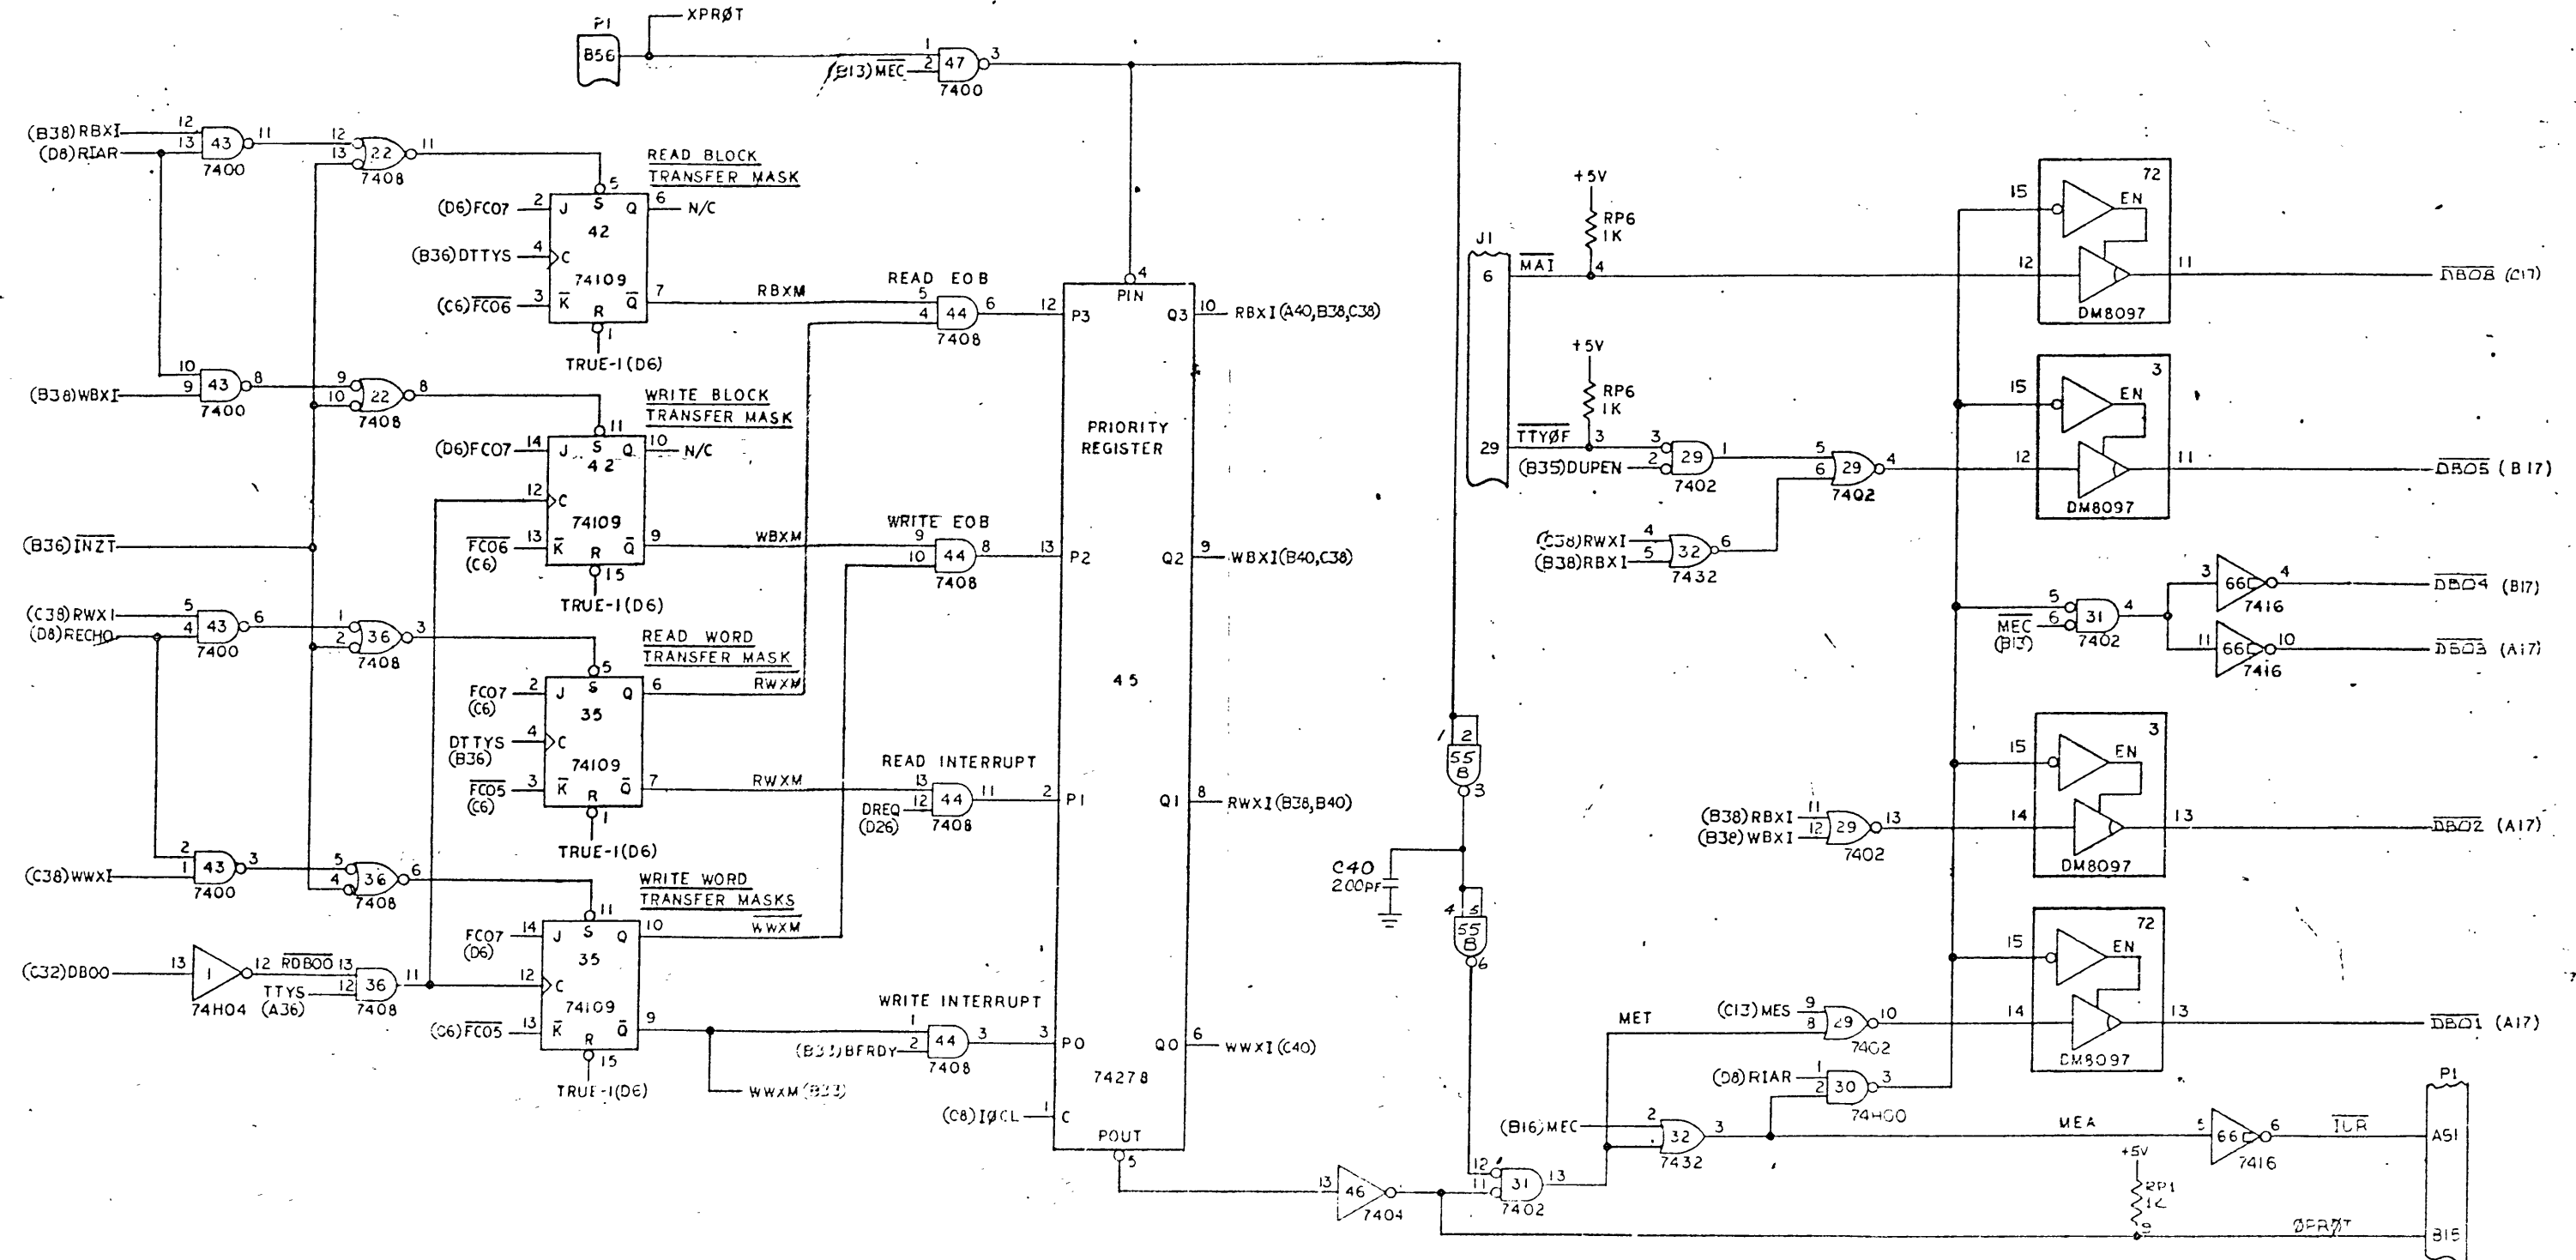 P1
B56
XPRØT
(B13)MEC
1
2
47
3
7400
(B38)RBXI
12
(D8)RIAR
13
43
11
7400
12
13
22
11
7408
READ BLOCK
TRANSFER MASK
(D6)FC07
2
J
S
5
Q
6
N/C
42
(B36)DTTYS
4
C
74109
(C6)FC06
3
K
R
Q
7
RBXM
1
TRUE-1(D6)
READ EOB
5
4
44
6
7408
12
P3
4
PIN
Q3
10
RBXI(A40,B38,C38)
10
(B38)WBXI
9
43
8
7400
9
10
22
8
7408
WRITE BLOCK
TRANSFER MASK
(D6)FC07
14
J
S
11
Q
10
N/C
42
12
C
74109
FC06
(C6)
13
K
R
Q
9
WBXM
15
TRUE-1(D6)
WRITE EOB
9
10
44
8
7408
13
P2
PRIORITY
REGISTER
Q2
9
WBXI(B40,C38)
(B36)INZT
(C38)RWXI
5
(D8)RECHO
4
43
6
7400
1
2
36
3
7408
READ WORD
TRANSFER MASK
FC07
(C6)
2
J
S
5
Q
6
RWXM
35
DTTYS
(B36)
4
C
74109
FC05
(C6)
3
K
R
Q
7
RWXM
1
TRUE-1(D6)
READ INTERRUPT
13
DREQ
(D26)
12
44
11
7408
2
P1
45
Q1
8
RWXI(B38,B40)
2
(C38)WWXI
1
43
3
7400
5
4
36
6
7408
WRITE WORD
TRANSFER MASKS
FC07
(D6)
14
J
S
11
Q
10
WWXM
35
(C32)DB00
13
1
12
74H04
RDB00
13
TTYS
(A36)
12
36
11
7408
12
C
74109
(C6)FC05
13
K
R
Q
9
15
TRUE-1(D6)
WWXM(B33)
WRITE INTERRUPT
1
(B33)BFRDY
2
44
3
7408
3
P0
Q0
6
WWXI(C40)
74278
(C8)IØCL
1
C
POUT
5
13
46
7404
1
2
55
B
3
C40
200PF
4
5
55
B
6
12
11
31
13
7402
J1
6
MAI
+5V
RP6
1K
4
29
TTYØF
+5V
RP6
1K
3
3
(B35)DUPEN
2
29
1
7402
5
6
29
4
7402
(C38)RWXI
4
(B38)RBXI
5
32
6
7432
72
15
EN
12
11
DM8097
DB08 (C17)
3
15
EN
12
11
DM8097
DB05 (B17)
5
MEC
(B13)
6
31
4
7402
3
66
4
7416
DB04 (B17)
11
66
10
7416
DB03 (A17)
3
15
EN
(B38)RBXI
11
(B38)WBXI
12
29
13
7402
14
13
DM8097
DB02 (A17)
72
15
EN
MET
(C13)MES
9
8
29
10
7402
14
13
DM8097
DB01 (A17)
(D8)RIAR
1
2
30
3
74H00
(B16)MEC
2
32
3
7432
MEA
5
66
6
7416
P1
A51
+5V
RP1
ØPRØT
B15